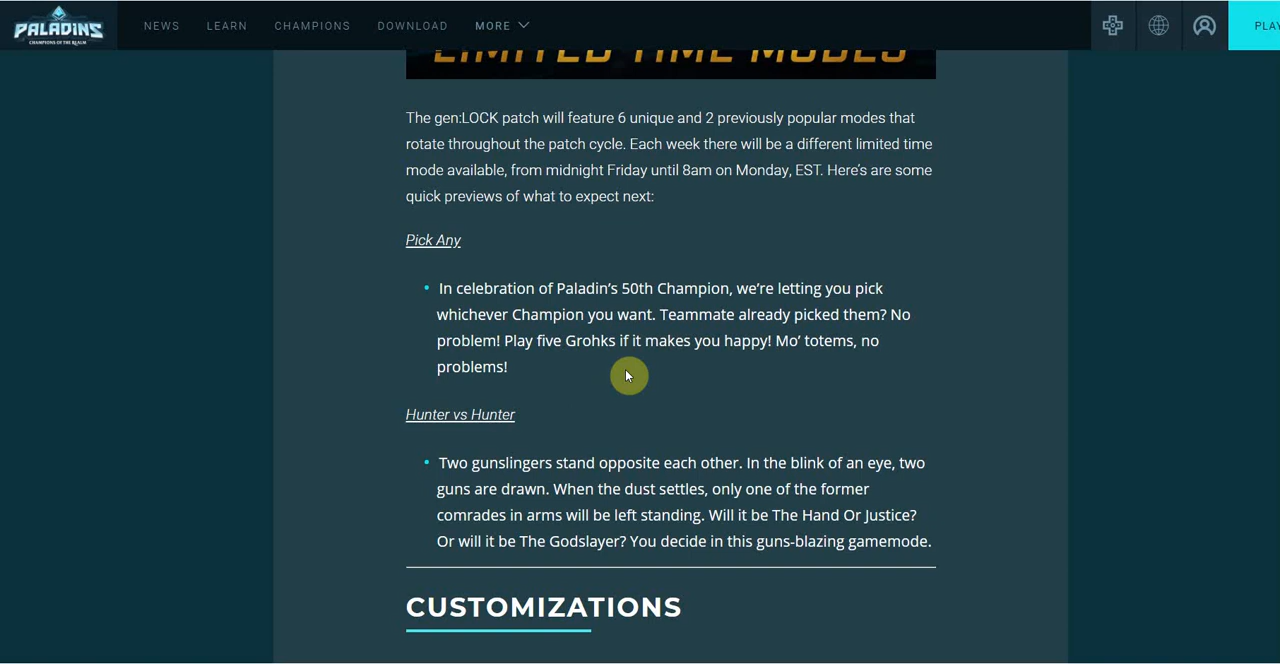 PALADINS
CHAMPIONS OF THE REALM
NEWS
LEARN
CHAMPIONS
DOWNLOAD
MORE
PLAY
LIMITED TIME MODES
The gen:LOCK patch will feature 6 unique and 2 previously popular modes that
rotate throughout the patch cycle. Each week there will be a different limited time
mode available, from midnight Friday until 8am on Monday, EST. Here's are some
quick previews of what to expect next:
Pick Any
• In celebration of Paladin's 50th Champion, we're letting you pick
whichever Champion you want. Teammate already picked them? No
problem! Play five Grohks if it makes you happy! Mo' totems, no
problems!
Hunter vs Hunter
• Two gunslingers stand opposite each other. In the blink of an eye, two
guns are drawn. When the dust settles, only one of the former
comrades in arms will be left standing. Will it be The Hand Or Justice?
Or will it be The Godslayer? You decide in this guns-blazing gamemode.
CUSTOMIZATIONS